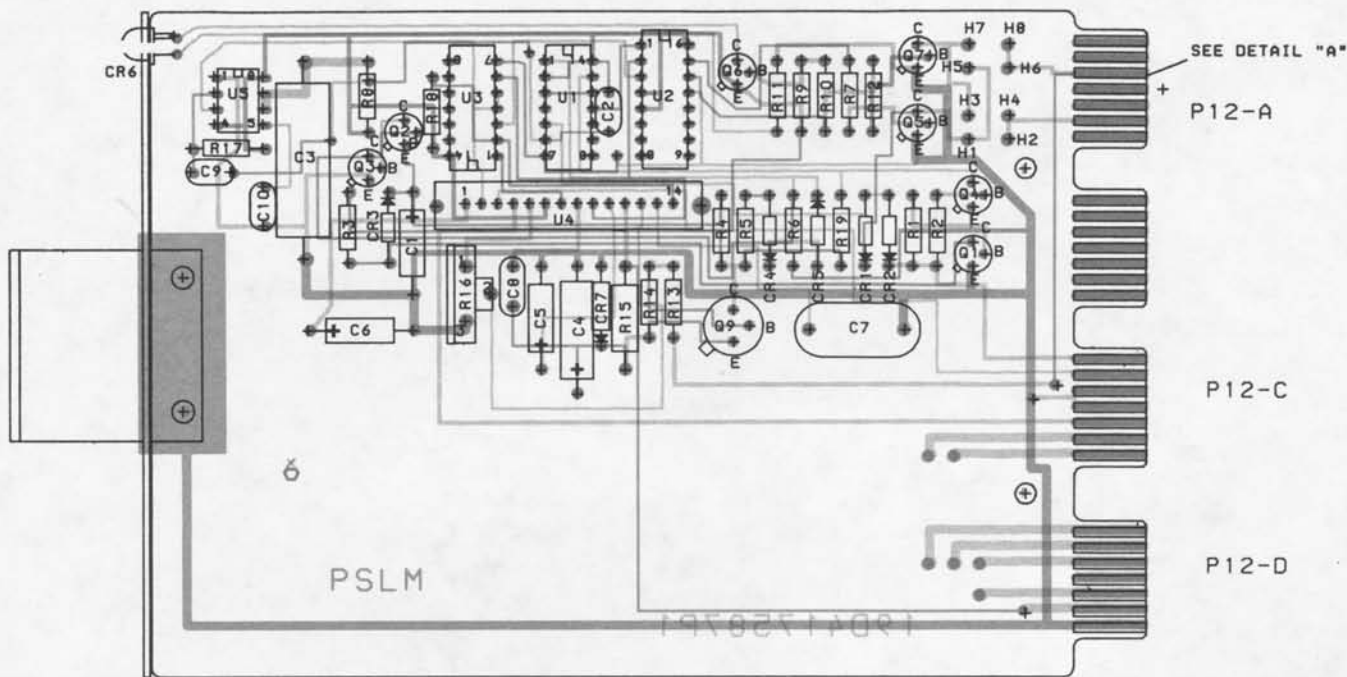 CR6
H7 H8
SEE DETAIL "A"
P12-A
H5 H6
H3 H4
H1 H2
U5
R17
C9
C10
C3
R8
Q2
C
B
E
Q3
R18
U3
U1
C2
U2
Q6
C
B
E
R11
R9
R10
R7
R12
Q7
C
B
E
Q5
C
B
E
1 14
U4
R3
CR3
C1
R4
R5
CR4
R6
CR5
R19
CR1
CR2
R1
R2
C
B
E
Q1
C
B
E
C6
R16
C8
C5
C4
CR7
R15
R14
R13
Q9
C
B
E
C7
P12-C
PSLM
19D417587P1
P12-D